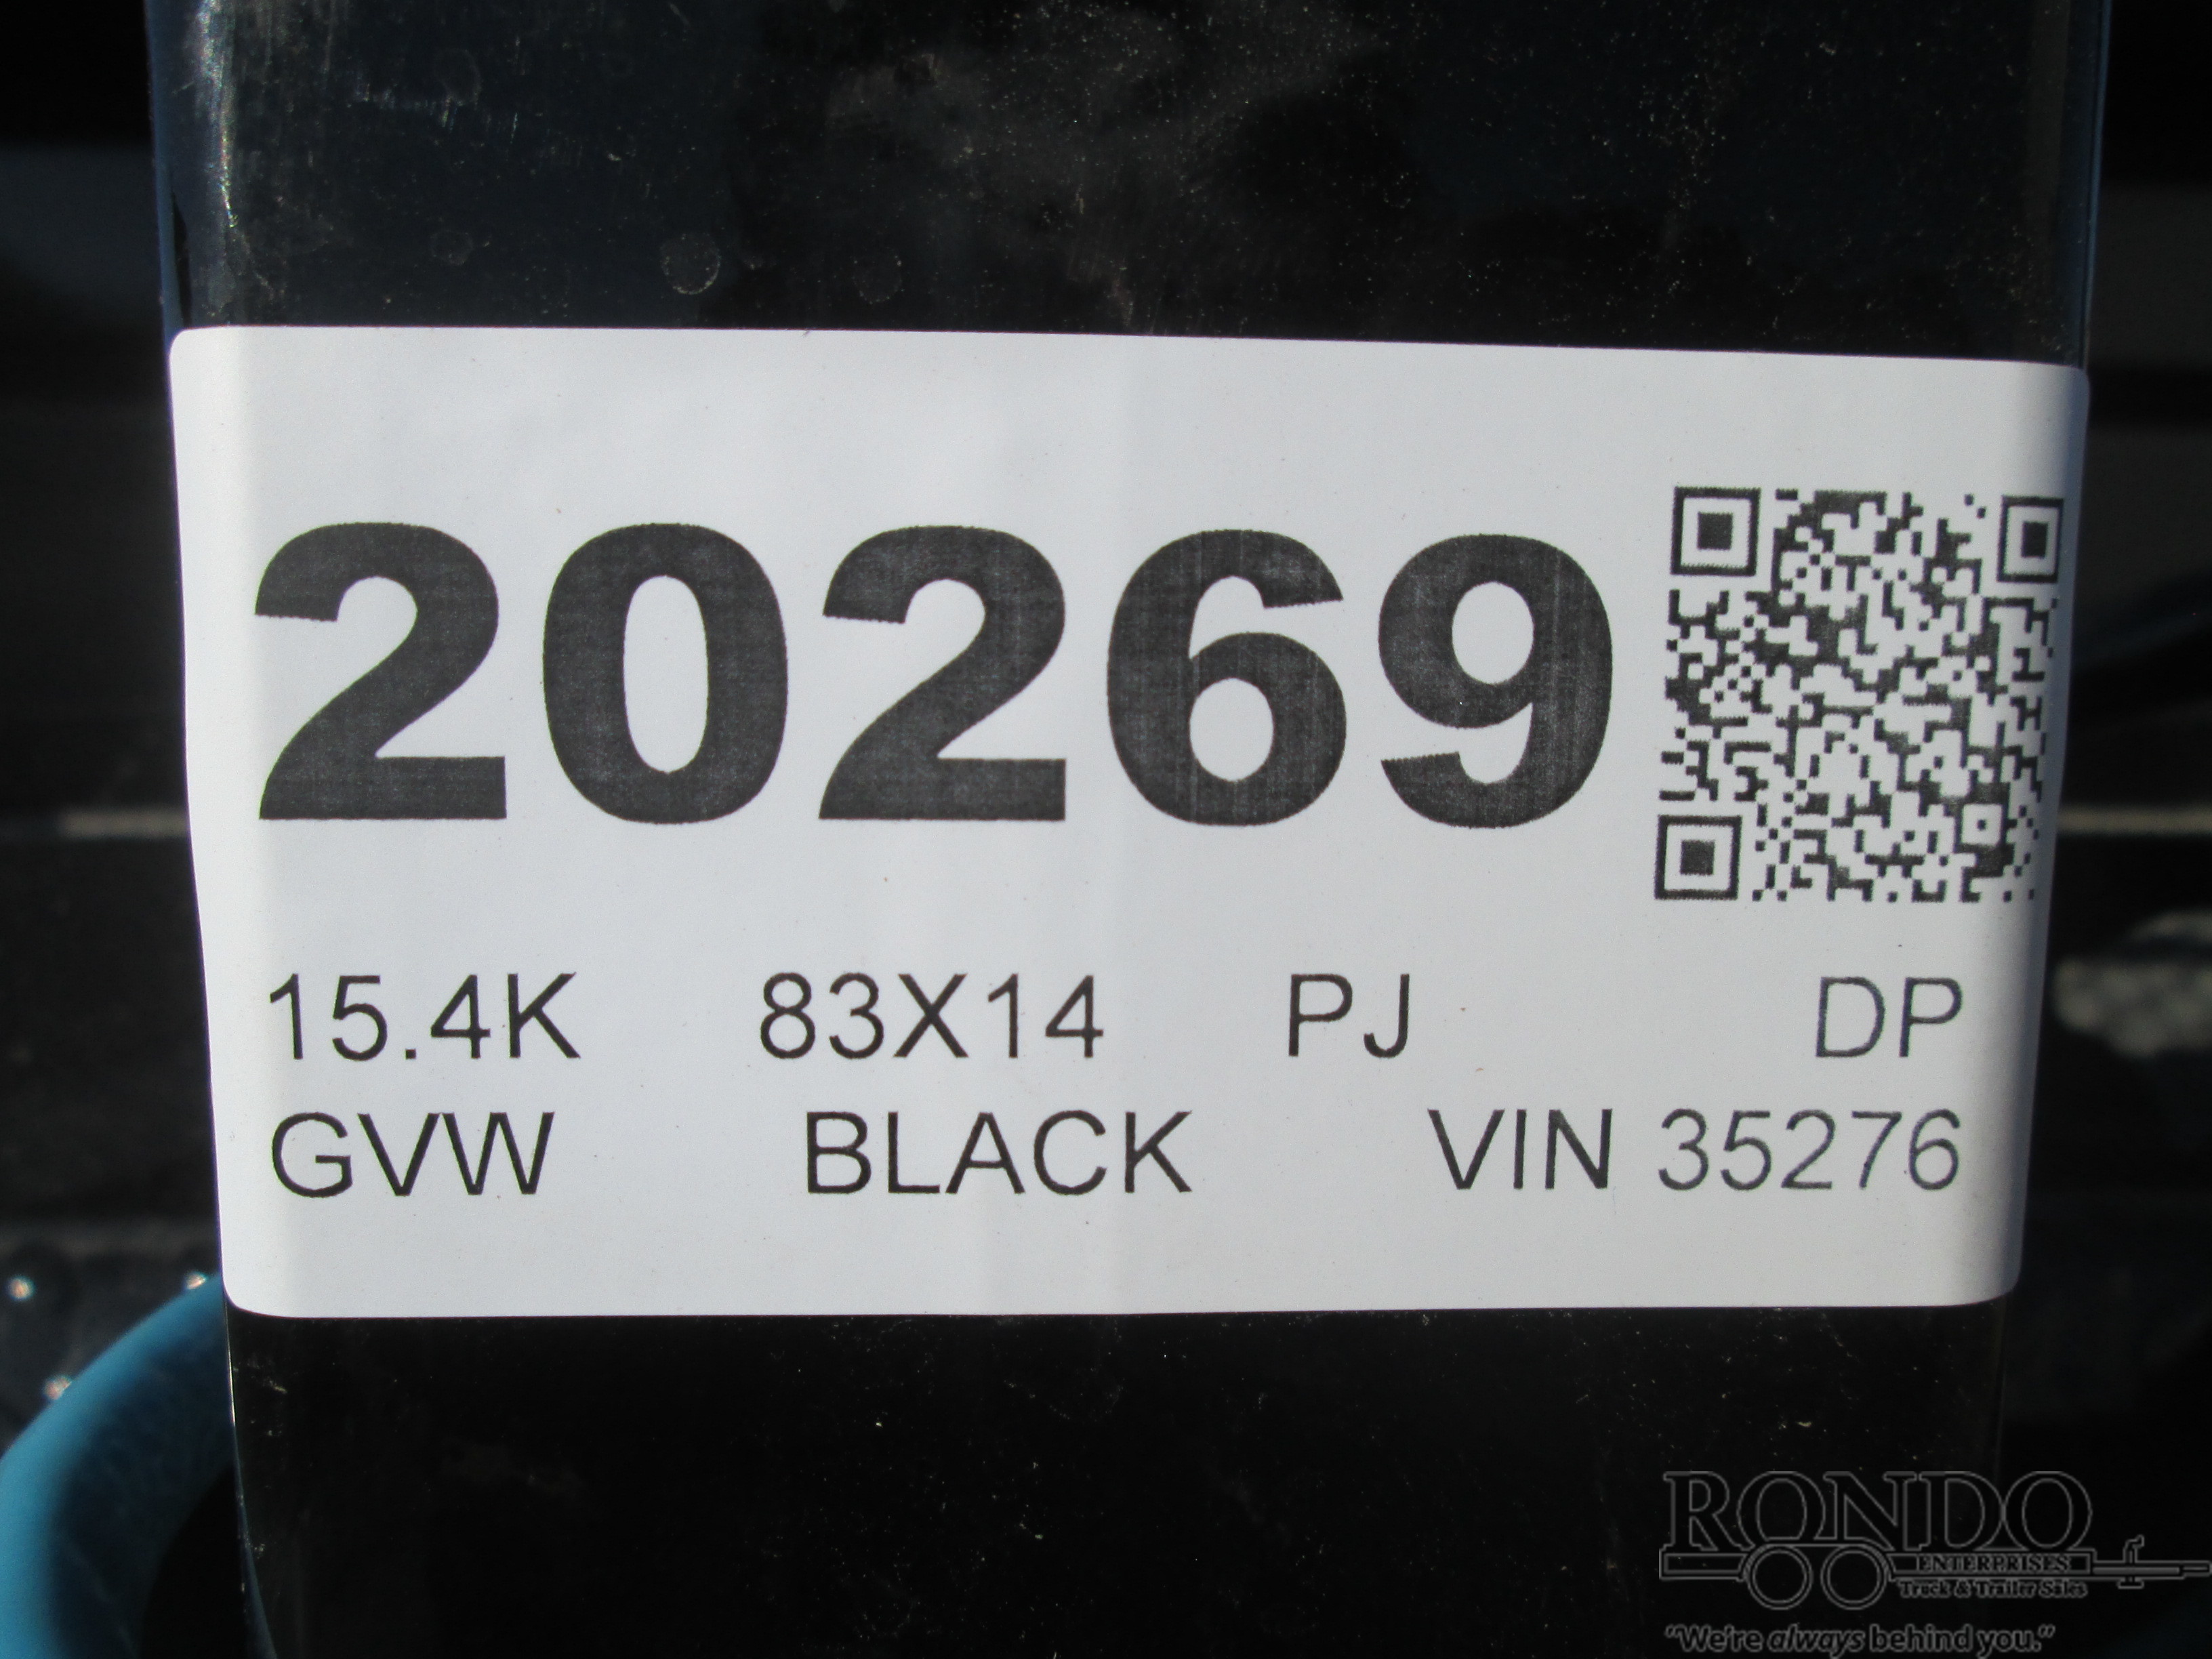 20269
15.4K 83X14 PJ DP
GVW BLACK VIN 35276
RONDO
ENTERPRISES
Truck & Trailer Sales
"We're always behind you."